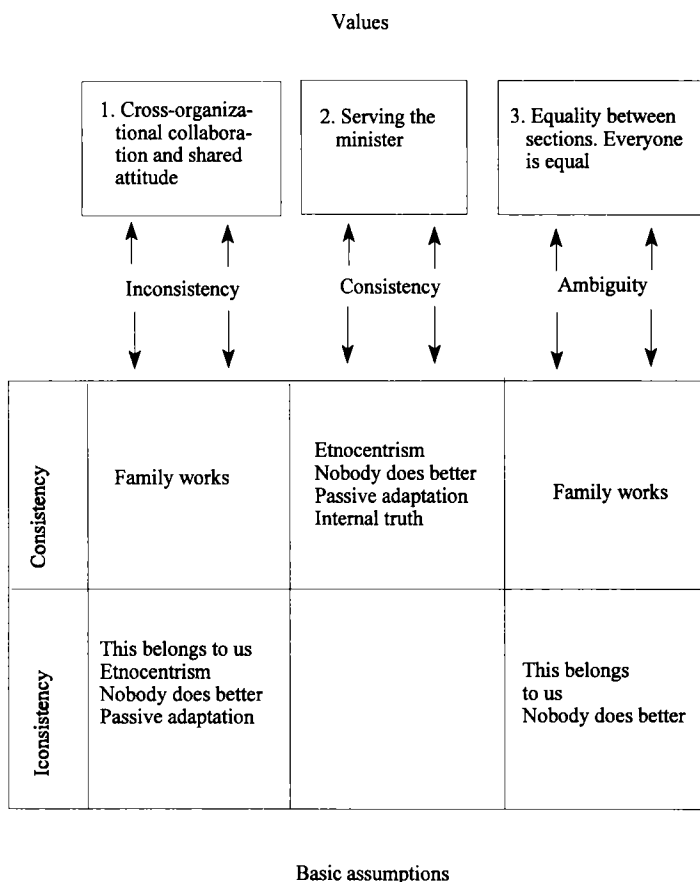 Values
1. Cross-organiza-
tional collabora-
tion and shared
attitude
2. Serving the
minister
3. Equality between
sections. Everyone
is equal
Inconsistency
Consistency
Ambiguity
Consistency
Family works
Etnocentrism
Nobody does better
Passive adaptation
Internal truth
Family works
Iconsistency
This belongs to us
Etnocentrism
Nobody does better
Passive adaptation
This belongs
to us
Nobody does better
Basic assumptions